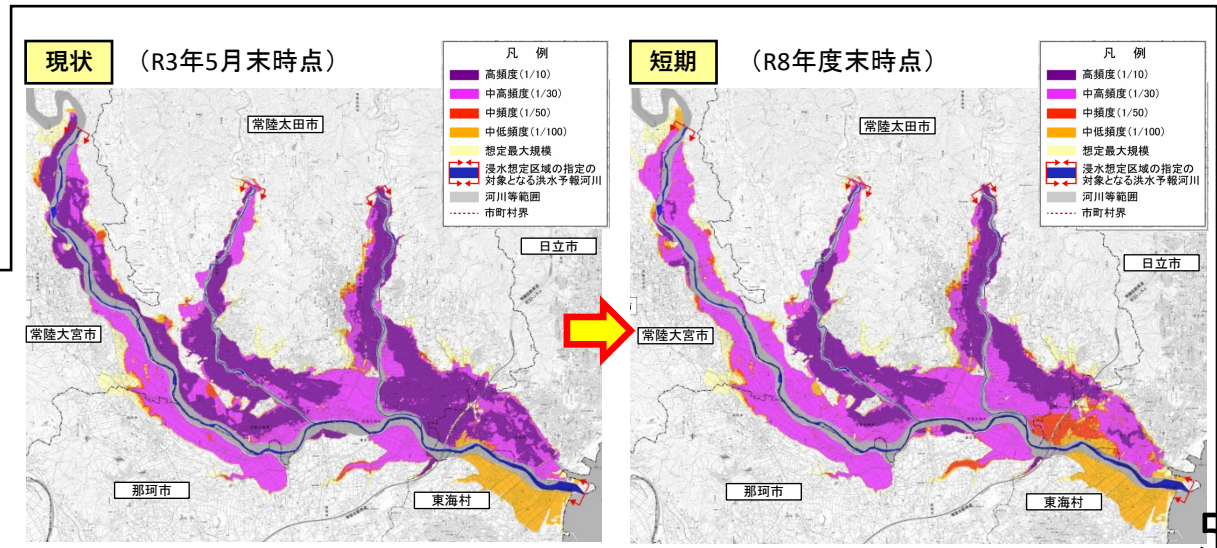 現状
（R3年5月末時点）
凡 例
高頻度(1/10)
中高頻度(1/30)
中頻度(1/50)
中低頻度(1/100)
想定最大規模
浸水想定区域の指定の
対象となる洪水予報河川
河川等範囲
市町村界
常陸太田市
日立市
常陸大宮市
那珂市
東海村
短期
（R8年度末時点）
凡 例
高頻度(1/10)
中高頻度(1/30)
中頻度(1/50)
中低頻度(1/100)
想定最大規模
浸水想定区域の指定の
対象となる洪水予報河川
河川等範囲
市町村界
常陸太田市
日立市
常陸大宮市
那珂市
東海村